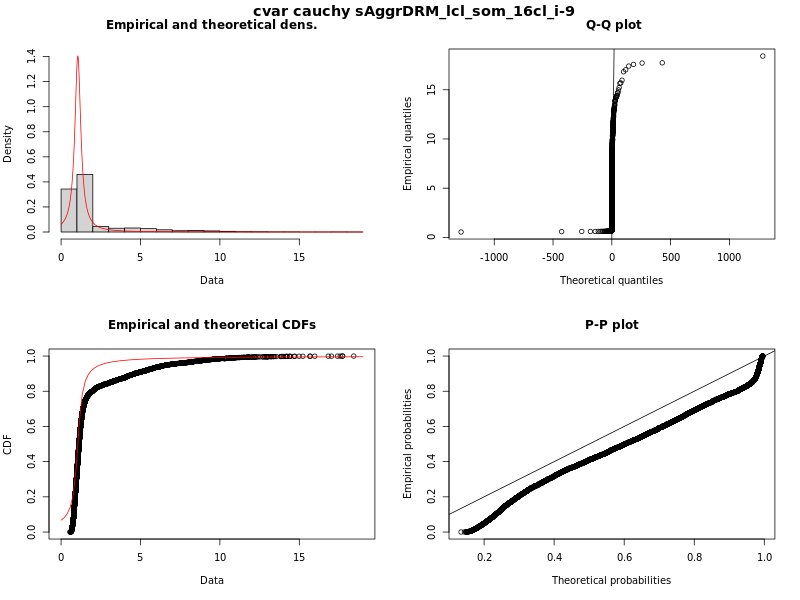 cvar cauchy sAggrDRM_lcl_som_16cl_i-9
Empirical and theoretical dens.
Density
0.0 0.2 0.4 0.6 0.8 1.0 1.2 1.4
0 5 10 15
Data
Q-Q plot
Empirical quantiles
0 5 10 15
-1000 -500 0 500 1000
Theoretical quantiles
Empirical and theoretical CDFs
CDF
0.0 0.2 0.4 0.6 0.8 1.0
0 5 10 15
Data
P-P plot
Empirical probabilities
0.0 0.2 0.4 0.6 0.8 1.0
0.2 0.4 0.6 0.8 1.0
Theoretical probabilities